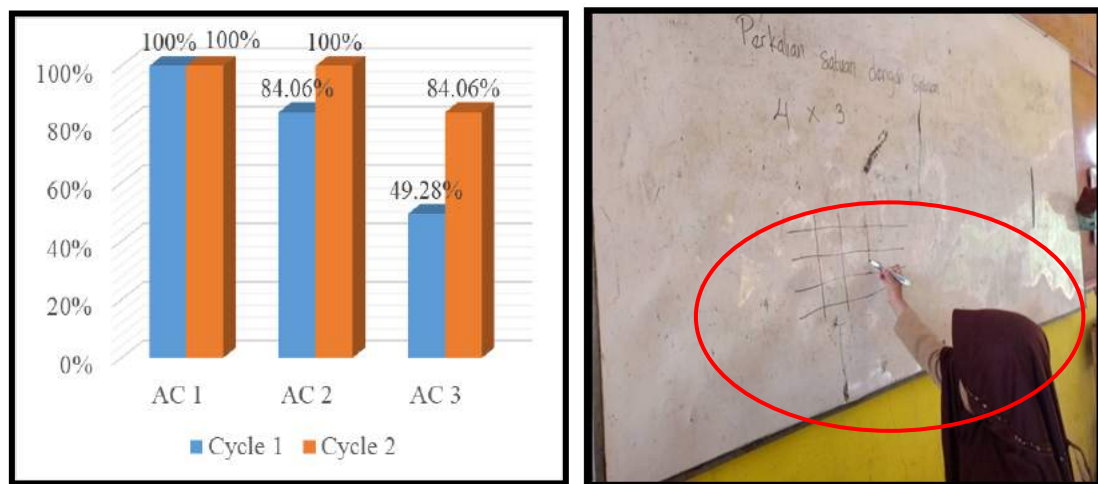 100% 100% 100%
84.06% 84.06%
49.28%
100%
80%
60%
40%
20%
0%
AC 1 AC 2 AC 3
Cycle 1 Cycle 2
Perkalian satuan dengan satuan
4 x 3